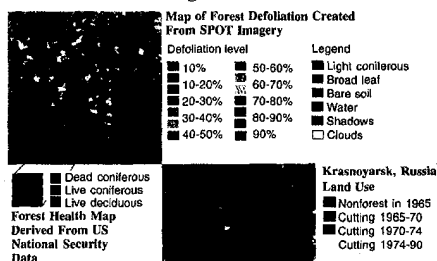 Map of Forest Defoliation Created
From SPOT Imagery
Defoliation level
10%
10-20%
20-30%
30-40%
40-50%
50-60%
60-70%
70-80%
80-90%
90%
Legend
Light coniferous
Broad leaf
Bare soil
Water
Shadows
Clouds
Dead coniferous
Live coniferous
Live deciduous
Forest Health Map
Derived From US
National Security
Data
Krasnoyarsk, Russia
Land Use
Nonforest in 1965
Cutting 1965-70
Cutting 1970-74
Cutting 1974-90